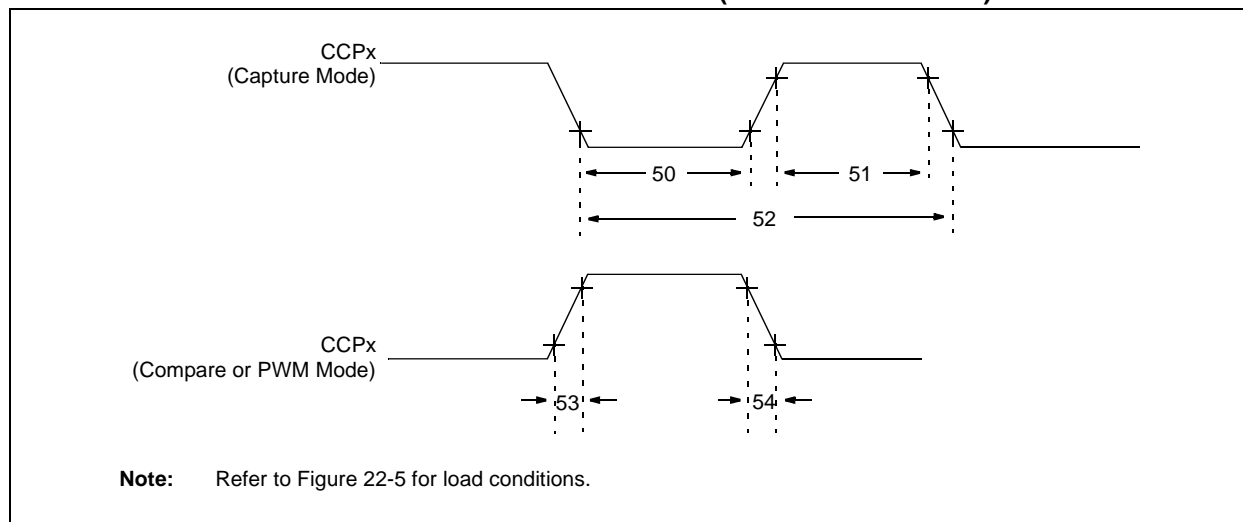 CCPx
(Capture Mode)
50
51
52
CCPx
(Compare or PWM Mode)
53
54
Note: Refer to Figure 22-5 for load conditions.